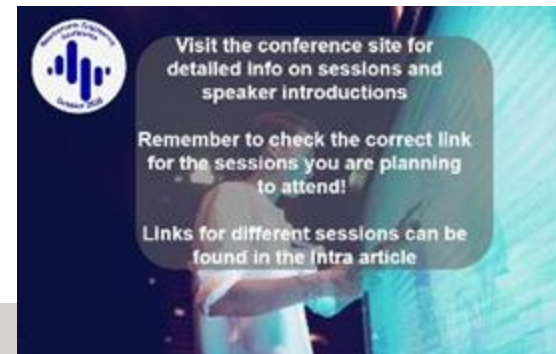 Visit the conference site for
detailed info on sessions and
speaker introductions
Remember to check the correct link
for the sessions you are planning
to attend!
Links for different sessions can be
found in the Intra article